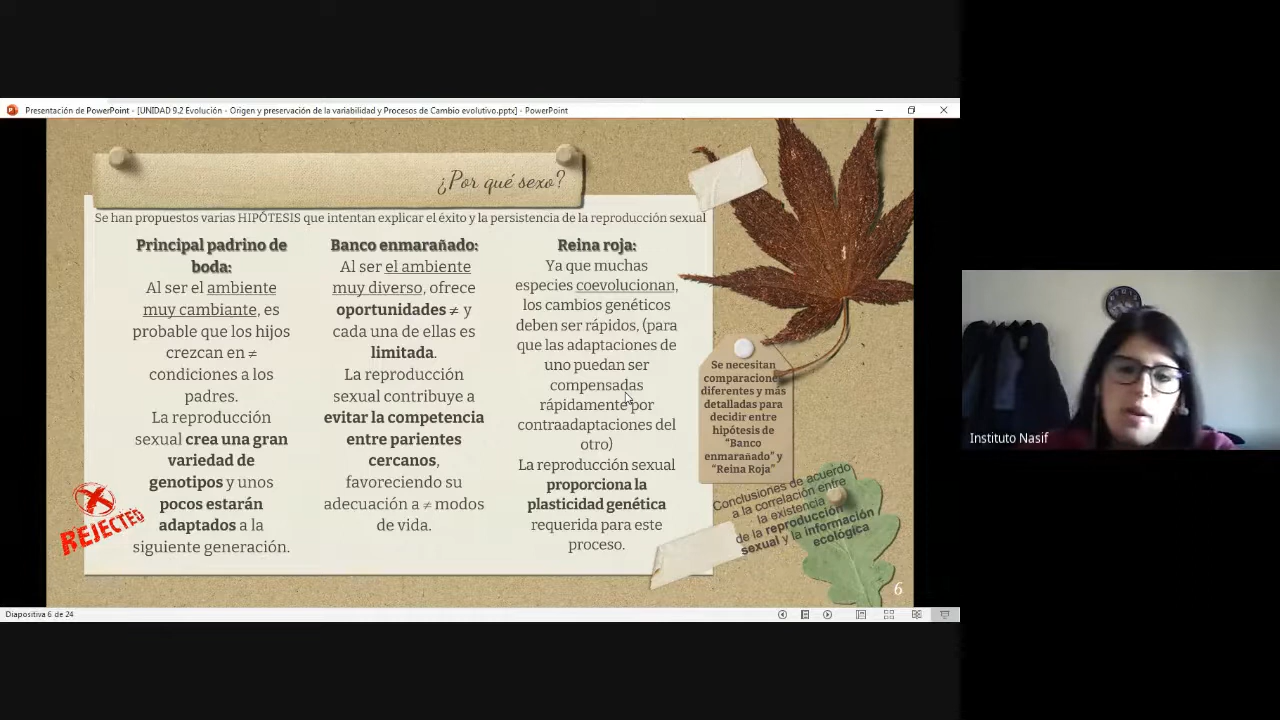 Presentación de PowerPoint - [UNIDAD 9.2 Evolución - Origen y preservación de la variabilidad y Procesos de Cambio evolutivo.pptx] - PowerPoint
¿Por qué sexo?
Se han propuestos varias HIPÓTESIS que intentan explicar el éxito y la persistencia de la reproducción sexual
Principal padrino de
boda:
Al ser el ambiente
muy cambiante, es
probable que los hijos
crezcan en ≠
condiciones a los
padres.
La reproducción
sexual crea una gran
variedad de
genotipos y unos
pocos estarán
adaptados a la
siguiente generación.
REJECTED
Banco enmarañado:
Al ser el ambiente
muy diverso, ofrece
oportunidades ≠ y
cada una de ellas es
limitada.
La reproducción
sexual contribuye a
evitar la competencia
entre parientes
cercanos,
favoreciendo su
adecuación a ≠ modos
de vida.
Reina roja:
Ya que muchas
especies coevolucionan,
los cambios genéticos
deben ser rápidos, (para
que las adaptaciones de
uno puedan ser
compensadas
rápidamente por
contraadaptaciones del
otro)
La reproducción sexual
proporciona la
plasticidad genética
requerida para este
proceso.
Se necesitan
comparaciones
diferentes y más
detalladas para
decidir entre
hipótesis de
"Banco
enmarañado" y
"Reina Roja"
Conclusiones de acuerdo
a la correlación entre
la existencia
de la reproducción
sexual y la información
ecológica
6
Diapositiva 6 de 24
Instituto Nasif